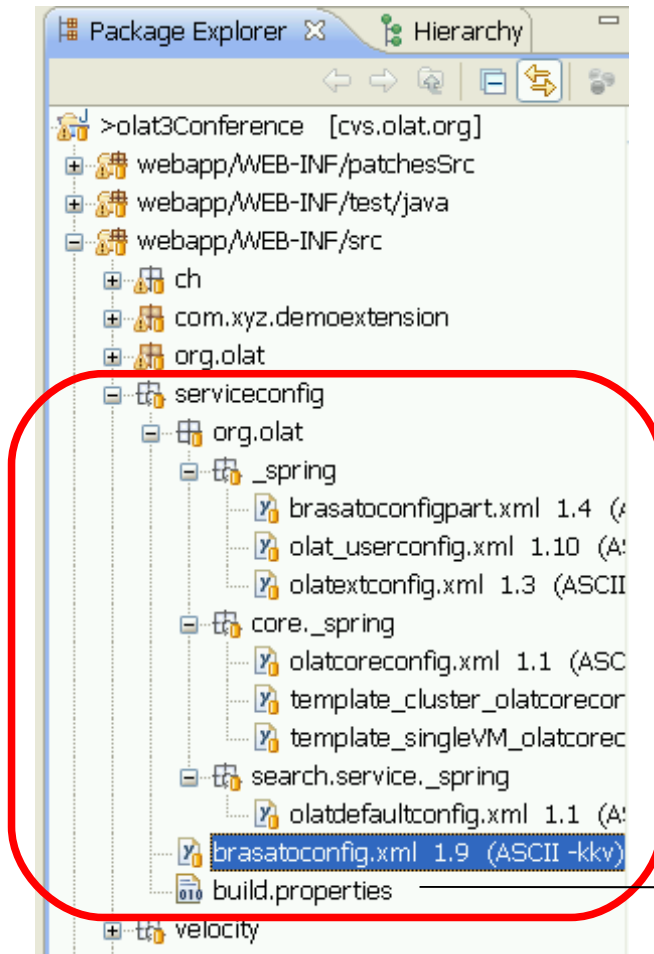 Package Explorer Hierarchy
>olat3Conference [cvs.olat.org]
webapp/WEB-INF/patchesSrc
webapp/WEB-INF/test/java
webapp/WEB-INF/src
ch
com.xyz.demoextension
org.olat
serviceconfig
org.olat
_spring
brasatoconfigpart.xml 1.4 (A
olat_userconfig.xml 1.10 (A
olatextconfig.xml 1.3 (ASCII
core._spring
olatcoreconfig.xml 1.1 (ASC
template_cluster_olatcorecor
template_singleVM_olatcorec
search.service._spring
olatdefaultconfig.xml 1.1 (A
brasatoconfig.xml 1.9 (ASCII -kkv)
build.properties
velocity